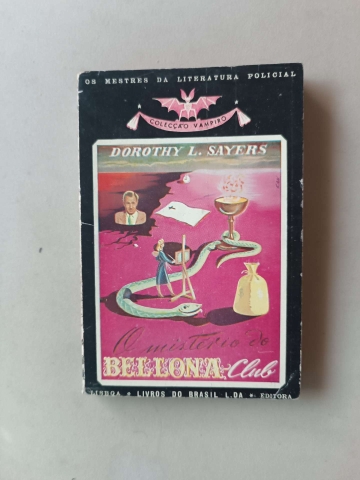 OS MESTRES DA LITERATURA POLICIAL
COLECÇÃO VAMPIRO
DOROTHY L. SAYERS
O mistério do
BELLONA Club
LISBOA • LIVROS DO BRASIL L.DA • EDITORA